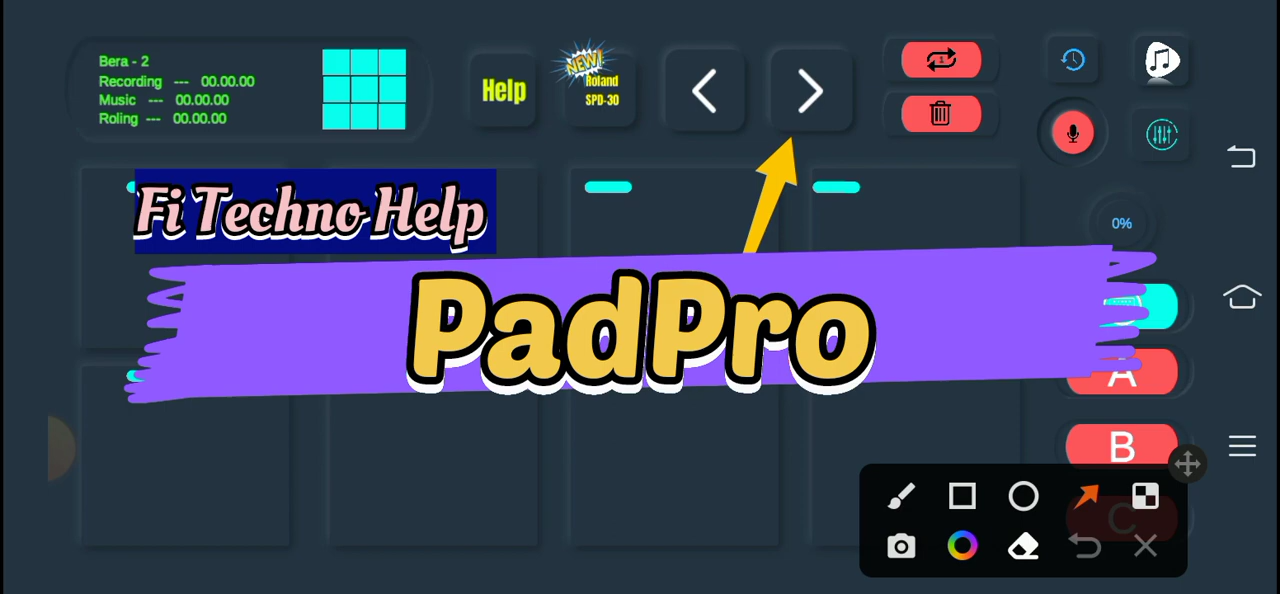 Bera - 2
Recording --- 00.00.00
Music --- 00.00.00
Roling --- 00.00.00
Help
NEW!
Roland
SPD-30
1
Fi Techno Help
0%
PadPro
A
B
C